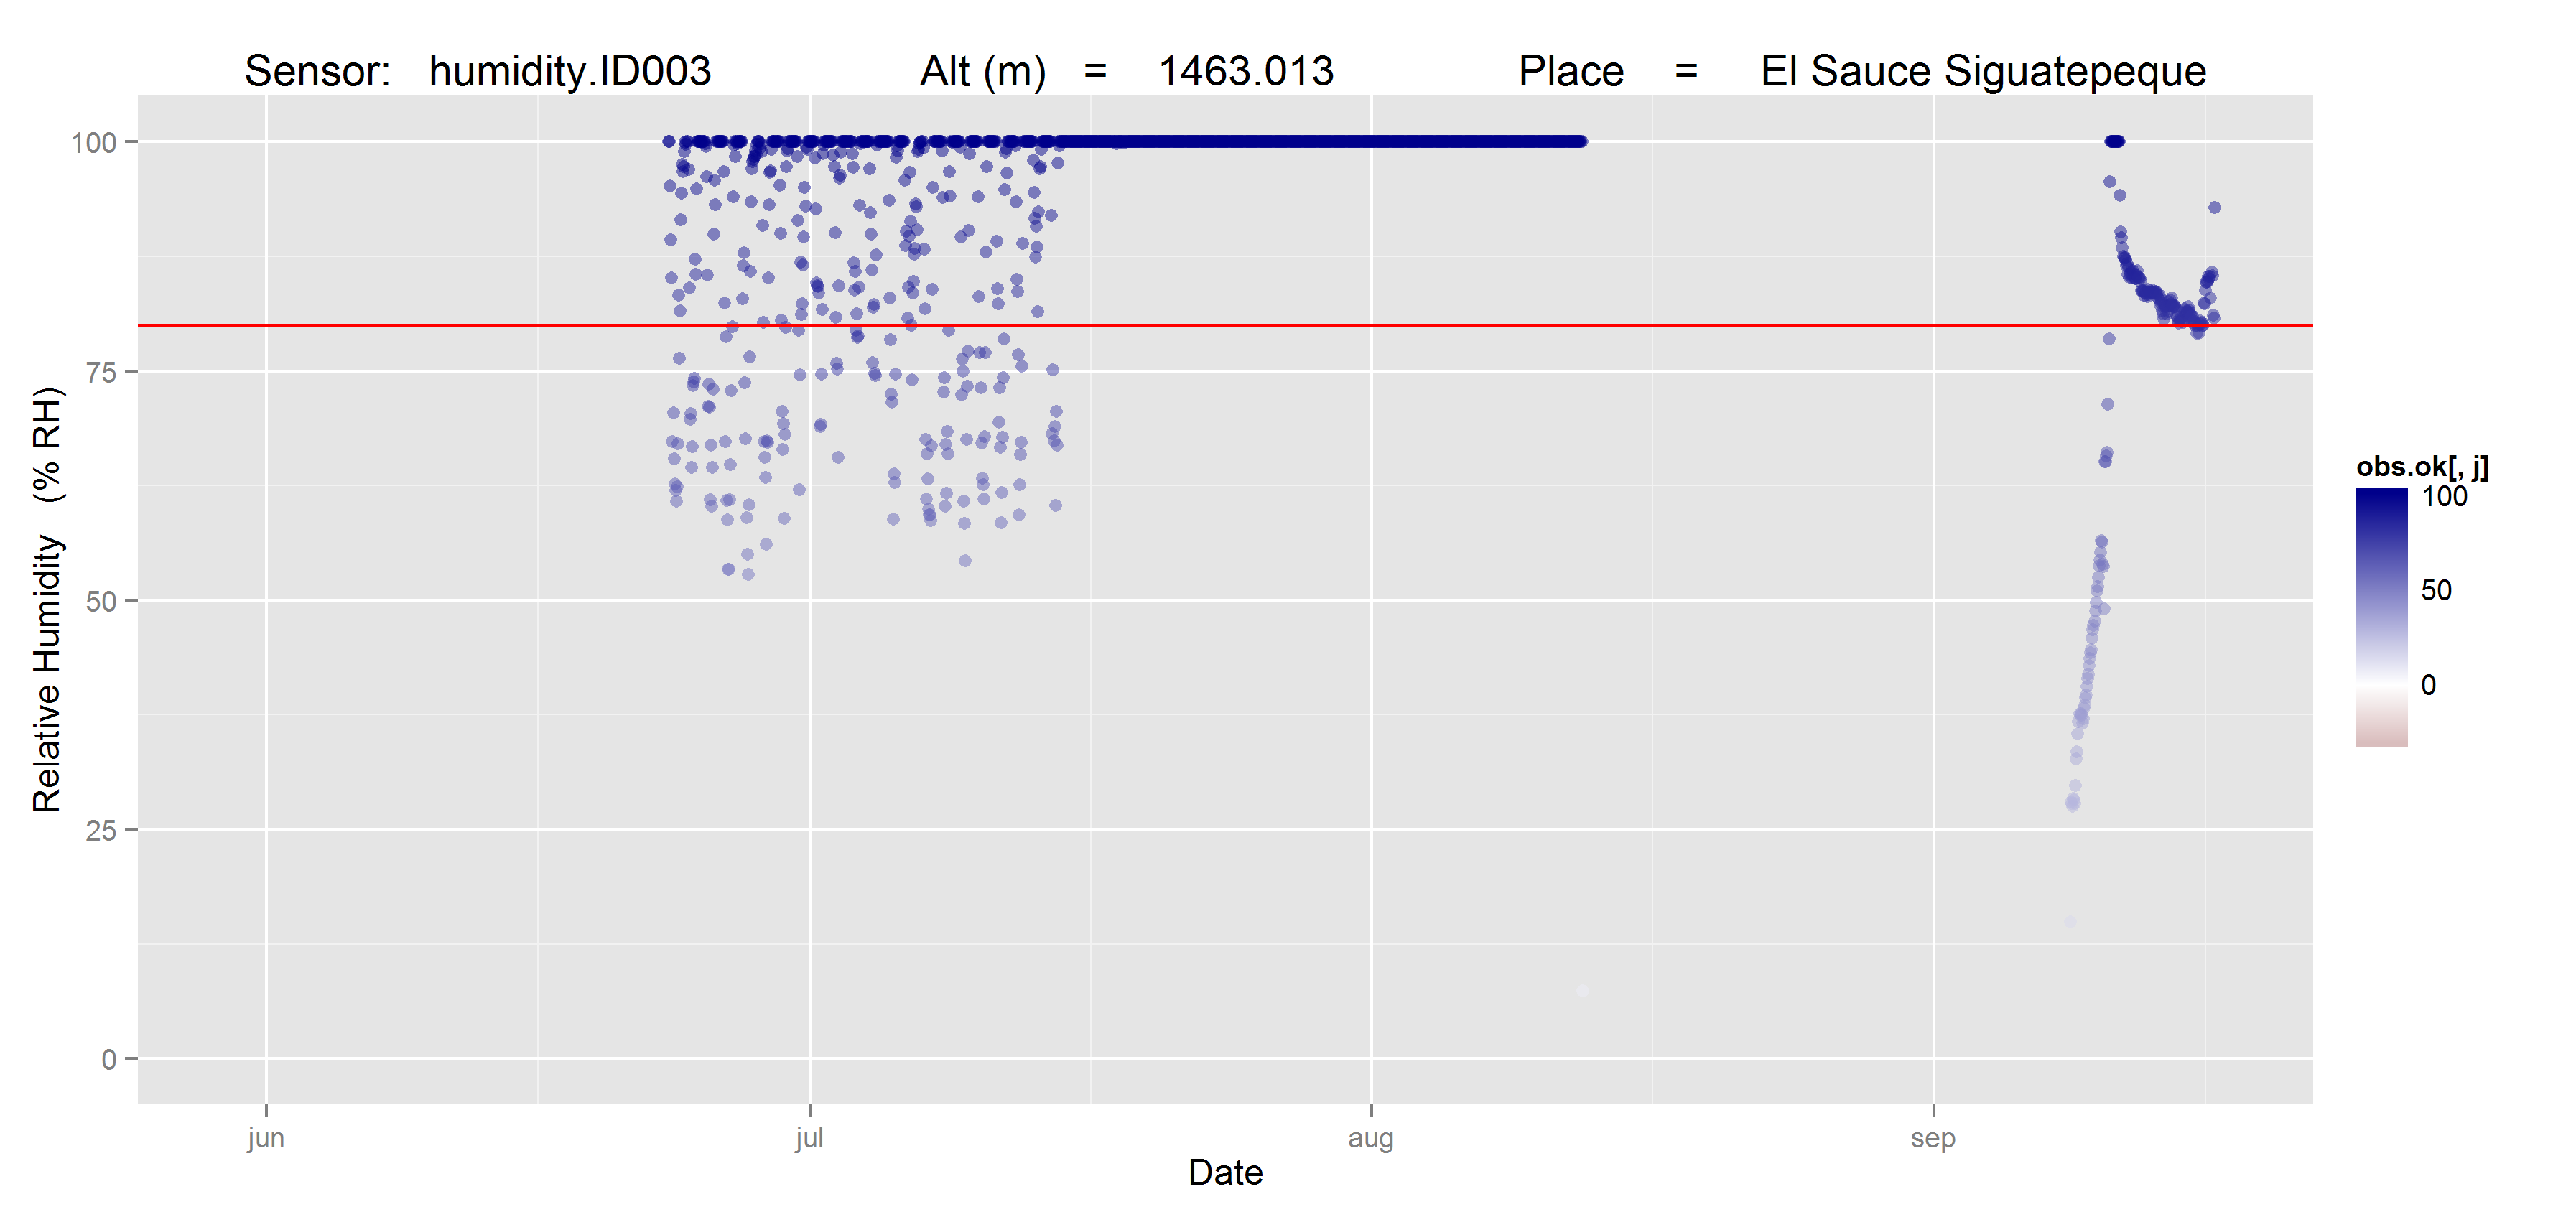 Sensor: humidity.ID003 Alt (m) = 1463.013 Place = El Sauce Siguatepeque
100
75
50
25
0
Relative Humidity (% RH)
jun jul aug sep
Date
obs.ok[, j]
100
50
0